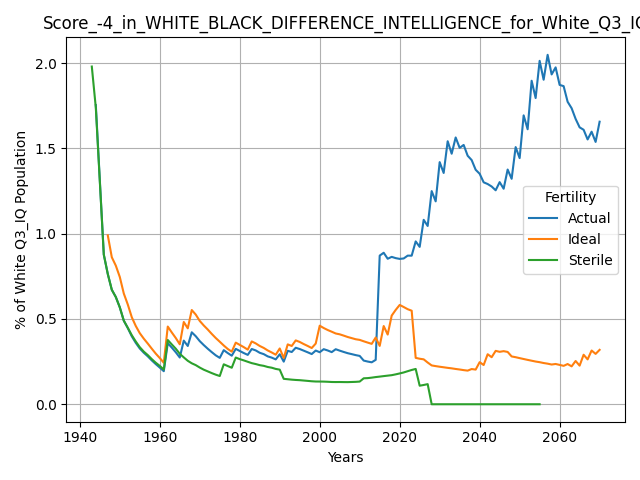 Score_-4_in_WHITE_BLACK_DIFFERENCE_INTELLIGENCE_for_White_Q3_IQ
% of White Q3_IQ Population
2.0
1.5
1.0
0.5
0.0
Fertility
Actual
Ideal
Sterile
1940 1960 1980 2000 2020 2040 2060
Years